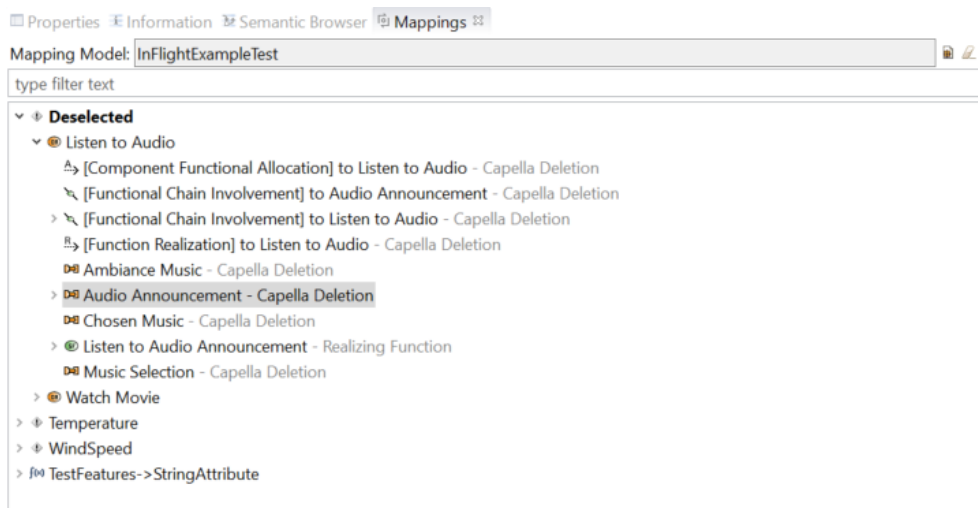 Properties Information Semantic Browser Mappings
Mapping Model: InFlightExampleTest
type filter text
Deselected
Listen to Audio
[Component Functional Allocation] to Listen to Audio - Capella Deletion
[Functional Chain Involvement] to Audio Announcement - Capella Deletion
[Functional Chain Involvement] to Listen to Audio - Capella Deletion
[Function Realization] to Listen to Audio - Capella Deletion
Ambiance Music - Capella Deletion
Audio Announcement - Capella Deletion
Chosen Music - Capella Deletion
Listen to Audio Announcement - Realizing Function
Music Selection - Capella Deletion
Watch Movie
Temperature
WindSpeed
TestFeatures->StringAttribute